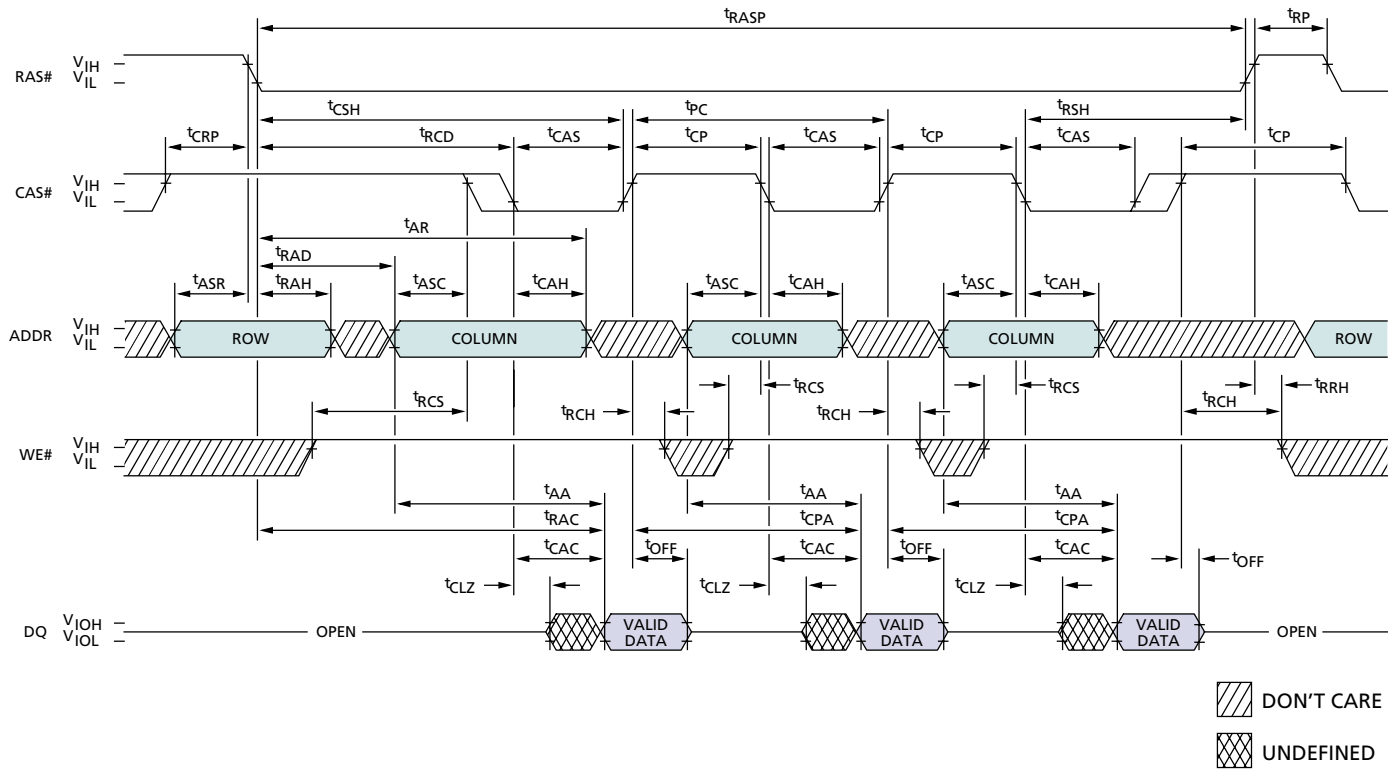 tRASP tRP
RAS# VIH
VIL
tCSH tPC tRSH
tCRP tRCD tCAS tCP tCAS tCP tCAS tCP
CAS# VIH
VIL
tAR
tRAD
tASR tRAH tASC tCAH tASC tCAH tASC tCAH
ADDR VIH
VIL
ROW COLUMN COLUMN COLUMN ROW
tRCS tRCH tRCS tRCH tRCS tRCH tRRH
WE# VIH
VIL
tAA tAA tAA
tRAC tCPA tCPA
tCAC tOFF tCAC tOFF tCAC tOFF
tCLZ tCLZ tCLZ
DQ VIOH
VIOL
OPEN VALID DATA VALID DATA VALID DATA OPEN
DON'T CARE
UNDEFINED